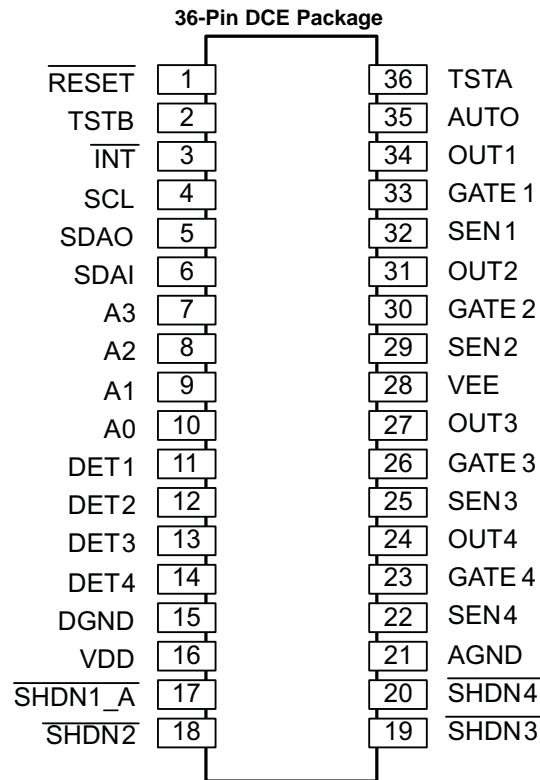 36-Pin DCE Package
RESET 1 36 TSTA
TSTB 2 35 AUTO
INT 3 34 OUT1
SCL 4 33 GATE 1
SDAO 5 32 SEN1
SDAI 6 31 OUT2
A3 7 30 GATE 2
A2 8 29 SEN2
A1 9 28 VEE
A0 10 27 OUT3
DET1 11 26 GATE 3
DET2 12 25 SEN3
DET3 13 24 OUT4
DET4 14 23 GATE 4
DGND 15 22 SEN4
VDD 16 21 AGND
SHDN1_A 17 20 SHDN4
SHDN2 18 19 SHDN3